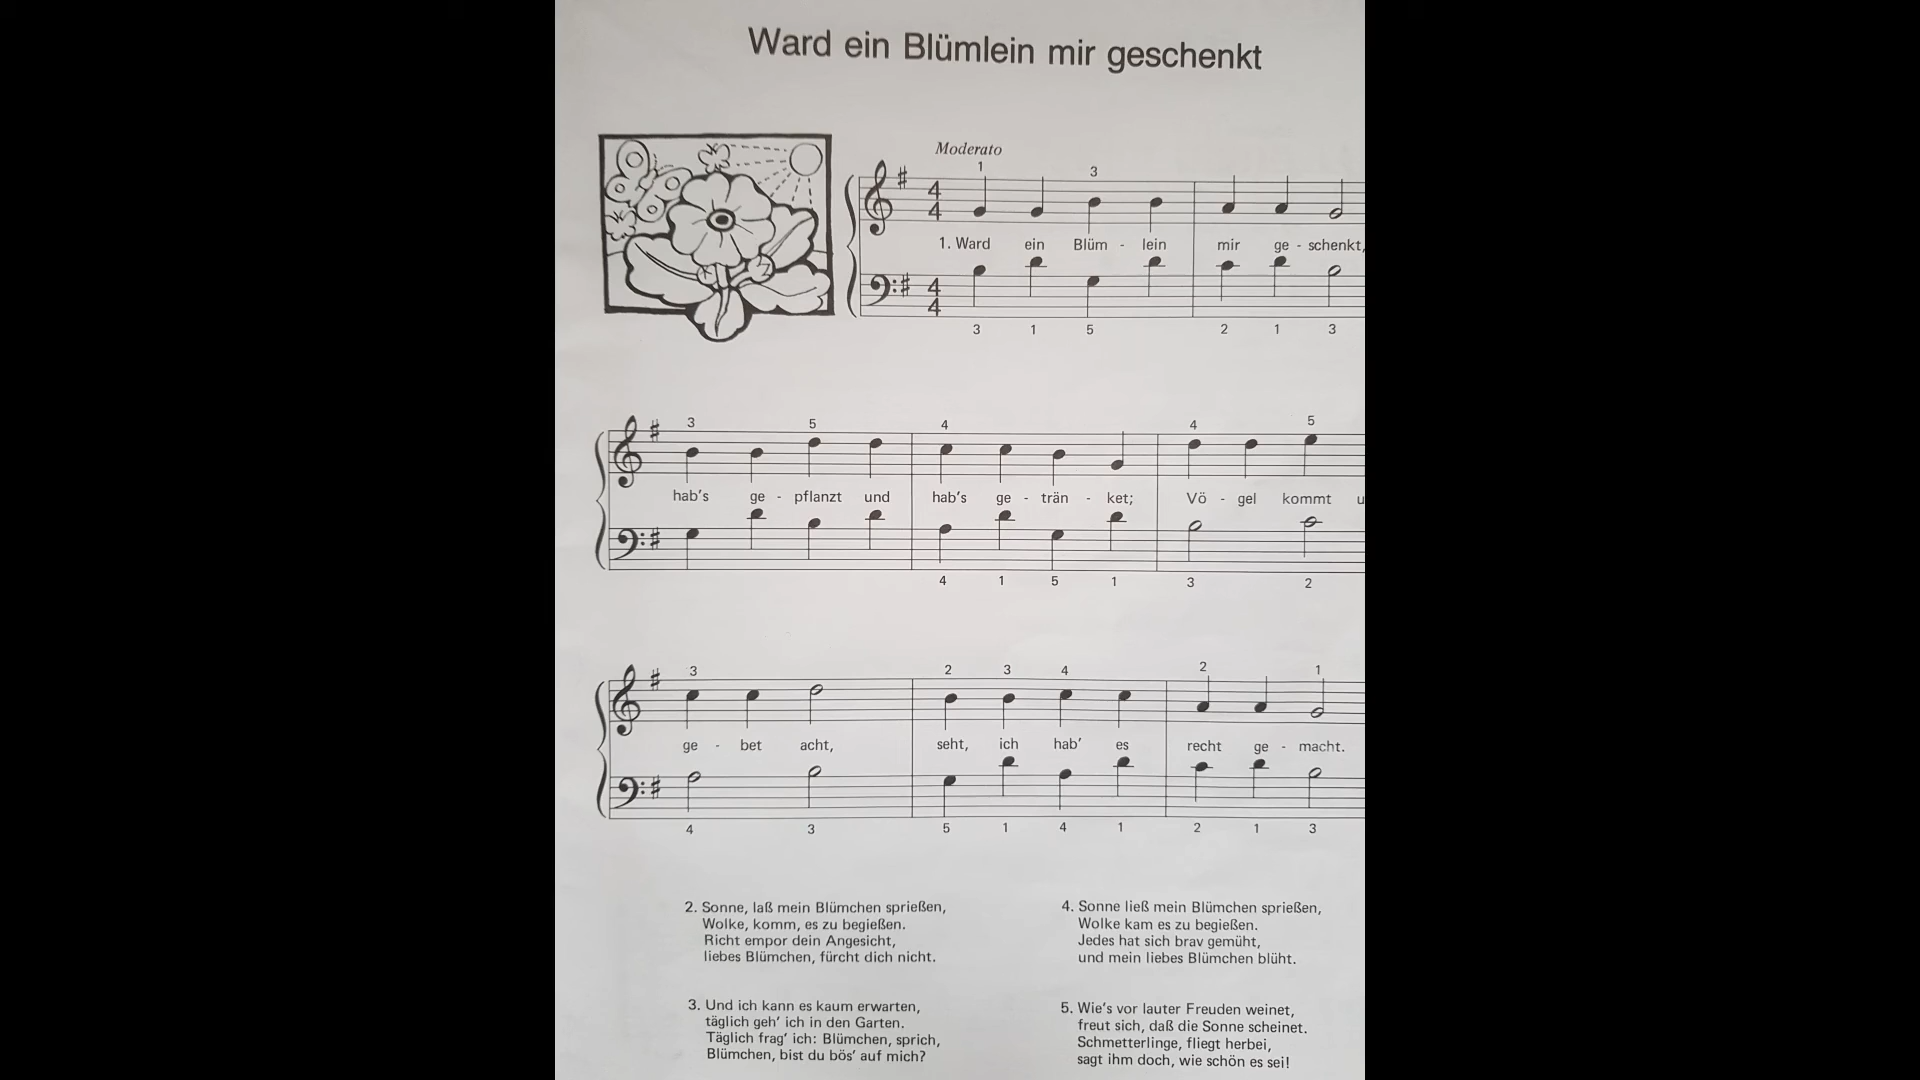 Ward ein Blümlein mir geschenkt
Moderato
1 3
4 4
1. Ward ein Blüm - lein mir ge - schenkt,
4 4
3 1 5 2 1 3
3 5 4 4 5
hab's ge - pflanzt und hab's ge - trän - ket; Vö - gel kommt
4 1 5 1 3 2
3 2 3 4 2 1
ge - bet acht, seht, ich hab' es recht ge - macht.
4 3 5 1 4 1 2 1 3
2. Sonne, laß mein Blümchen sprießen,
Wolke, komm, es zu begießen.
Richt empor dein Angesicht,
liebes Blümchen, fürcht dich nicht.
3. Und ich kann es kaum erwarten,
täglich geh' ich in den Garten.
Täglich frag' ich: Blümchen, sprich,
Blümchen, bist du bös' auf mich?
4. Sonne ließ mein Blümchen sprießen,
Wolke kam es zu begießen.
Jedes hat sich brav gemüht,
und mein liebes Blümchen blüht.
5. Wie's vor lauter Freuden weinet,
freut sich, daß die Sonne scheinet.
Schmetterlinge, fliegt herbei,
sagt ihm doch, wie schön es sei!